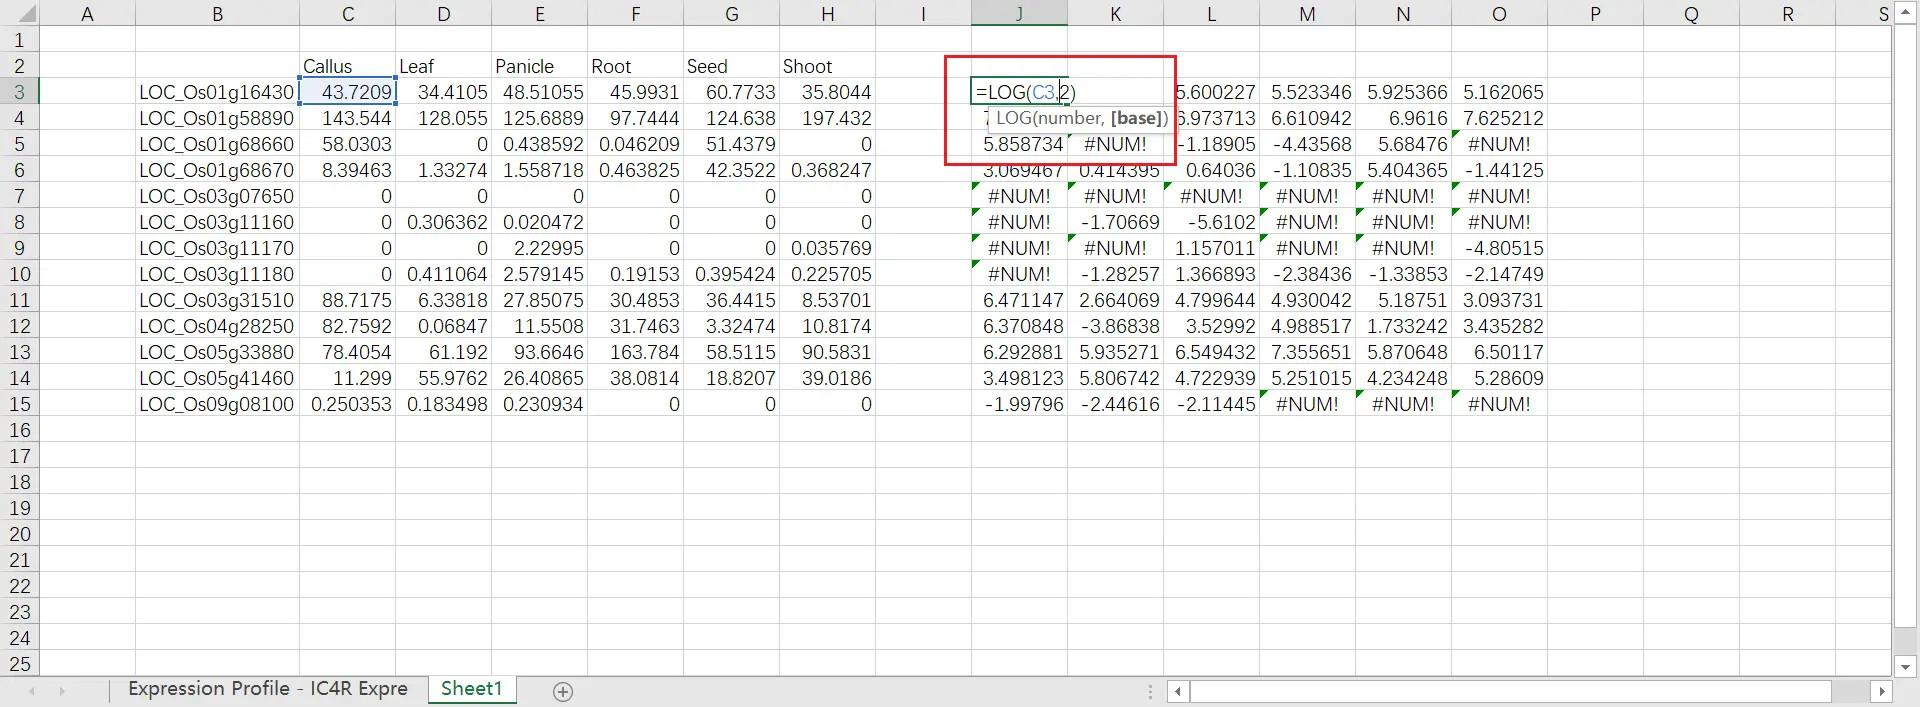 A B C D E F G H I J K L M N O P Q R S
1
2 Callus Leaf Panicle Root Seed Shoot
3 LOC_Os01g16430 43.7209 34.4105 48.51055 45.9931 60.7733 35.8044 =LOG(C3,2) 5.600227 5.523346 5.925366 5.162065
4 LOC_Os01g58890 143.544 128.055 125.6889 97.7444 124.638 197.432 LOG(number, [base]) 6.973713 6.610942 6.9616 7.625212
5 LOC_Os01g68660 58.0303 0 0.438592 0.046209 51.4379 0 5.858734 #NUM! -1.18905 -4.43568 5.68476 #NUM!
6 LOC_Os01g68670 8.39463 1.33274 1.558718 0.463825 42.3522 0.368247 3.069467 0.414395 0.64036 -1.10835 5.404365 -1.44125
7 LOC_Os03g07650 0 0 0 0 0 0 #NUM! #NUM! #NUM! #NUM! #NUM! #NUM!
8 LOC_Os03g11160 0 0.306362 0.020472 0 0 0 #NUM! -1.70669 -5.6102 #NUM! #NUM! #NUM!
9 LOC_Os03g11170 0 0 2.22995 0 0 0.035769 #NUM! #NUM! 1.157011 #NUM! #NUM! -4.80515
10 LOC_Os03g11180 0 0.411064 2.579145 0.19153 0.395424 0.225705 #NUM! -1.28257 1.366893 -2.38436 -1.33853 -2.14749
11 LOC_Os03g31510 88.7175 6.33818 27.85075 30.4853 36.4415 8.53701 6.471147 2.664069 4.799644 4.930042 5.18751 3.093731
12 LOC_Os04g28250 82.7592 0.06847 11.5508 31.7463 3.32474 10.8174 6.370848 -3.86838 3.52992 4.988517 1.733242 3.435282
13 LOC_Os05g33880 78.4054 61.192 93.6646 163.784 58.5115 90.5831 6.292881 5.935271 6.549432 7.355651 5.870648 6.50117
14 LOC_Os05g41460 11.299 55.9762 26.40865 38.0814 18.8207 39.0186 3.498123 5.806742 4.722939 5.251015 4.234248 5.28609
15 LOC_Os09g08100 0.250353 0.183498 0.230934 0 0 0 -1.99796 -2.44616 -2.11445 #NUM! #NUM! #NUM!
16
17
18
19
20
21
22
23
24
25
Expression Profile - IC4R Expre Sheet1